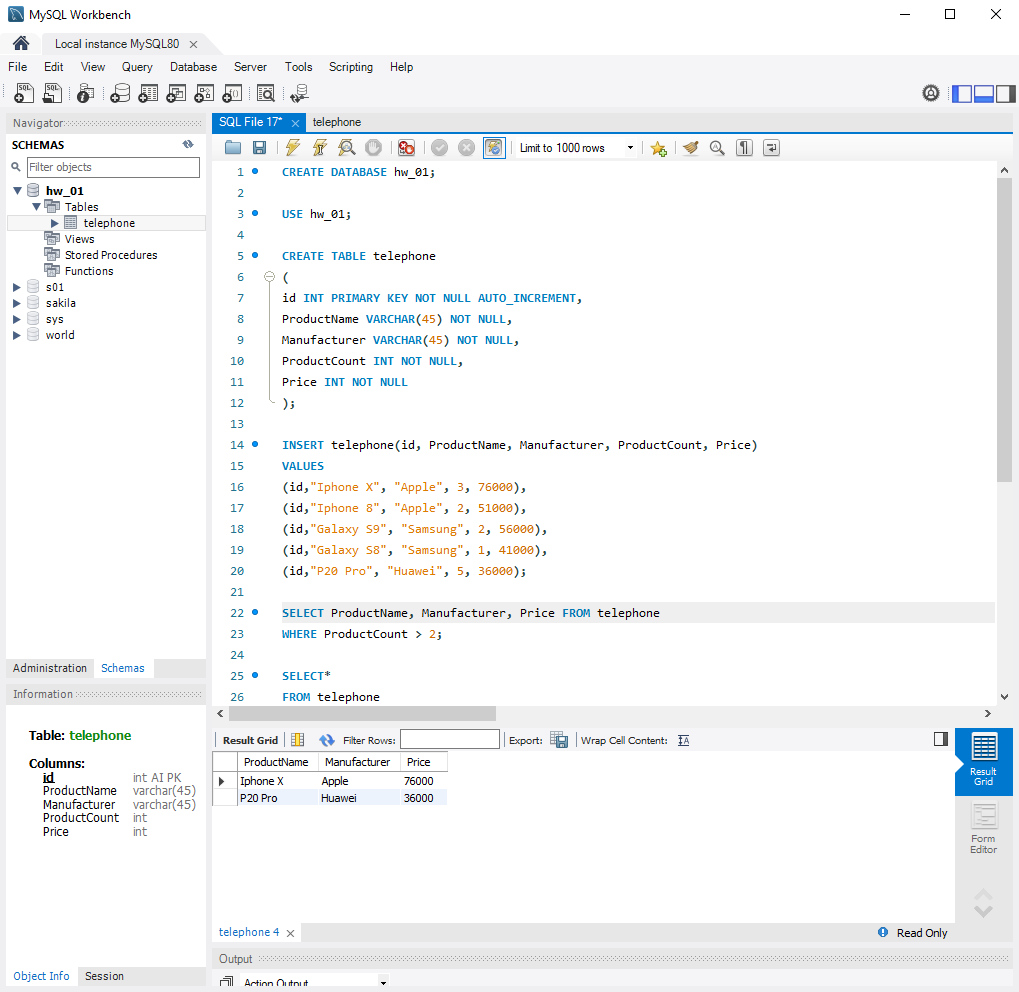 MySQL Workbench
Local instance MySQL80
File Edit View Query Database Server Tools Scripting Help
Navigator
SCHEMAS
Filter objects
hw_01
Tables
telephone
Views
Stored Procedures
Functions
s01
sakila
sys
world
Administration Schemas
Information
Table: telephone
Columns:
id int AI PK
ProductName varchar(45)
Manufacturer varchar(45)
ProductCount int
Price int
Object Info Session
SQL File 17* telephone
Limit to 1000 rows
1 CREATE DATABASE hw_01;
2
3 USE hw_01;
4
5 CREATE TABLE telephone
6 (
7 id INT PRIMARY KEY NOT NULL AUTO_INCREMENT,
8 ProductName VARCHAR(45) NOT NULL,
9 Manufacturer VARCHAR(45) NOT NULL,
10 ProductCount INT NOT NULL,
11 Price INT NOT NULL
12 );
13
14 INSERT telephone(id, ProductName, Manufacturer, ProductCount, Price)
15 VALUES
16 (id,"Iphone X", "Apple", 3, 76000),
17 (id,"Iphone 8", "Apple", 2, 51000),
18 (id,"Galaxy S9", "Samsung", 2, 56000),
19 (id,"Galaxy S8", "Samsung", 1, 41000),
20 (id,"P20 Pro", "Huawei", 5, 36000);
21
22 SELECT ProductName, Manufacturer, Price FROM telephone
23 WHERE ProductCount > 2;
24
25 SELECT*
26 FROM telephone
Result Grid Filter Rows: Export: Wrap Cell Content:
ProductName Manufacturer Price
Iphone X Apple 76000
P20 Pro Huawei 36000
Result
Grid
Form
Editor
telephone 4
Read Only
Output
Action Output